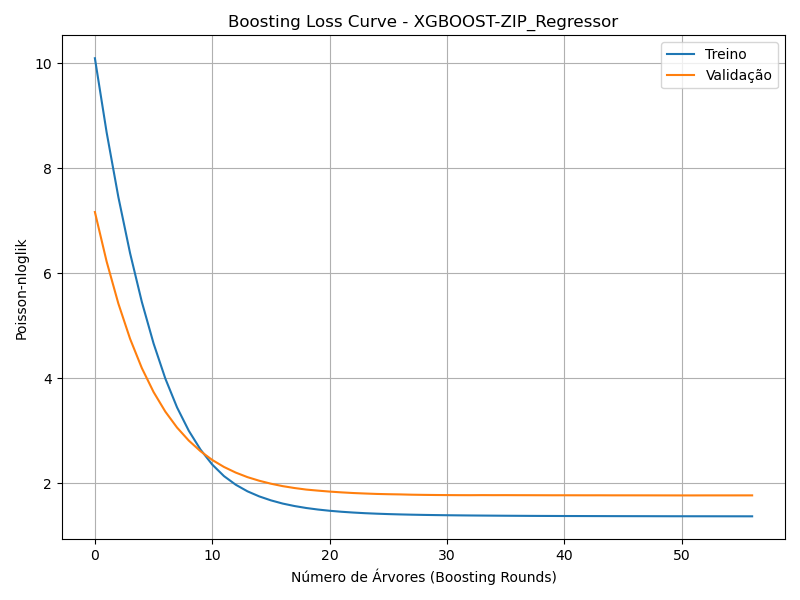 Boosting Loss Curve - XGBOOST-ZIP_Regressor
Treino
Validação
10
8
6
4
2
Poisson-nloglik
0 10 20 30 40 50
Número de Árvores (Boosting Rounds)